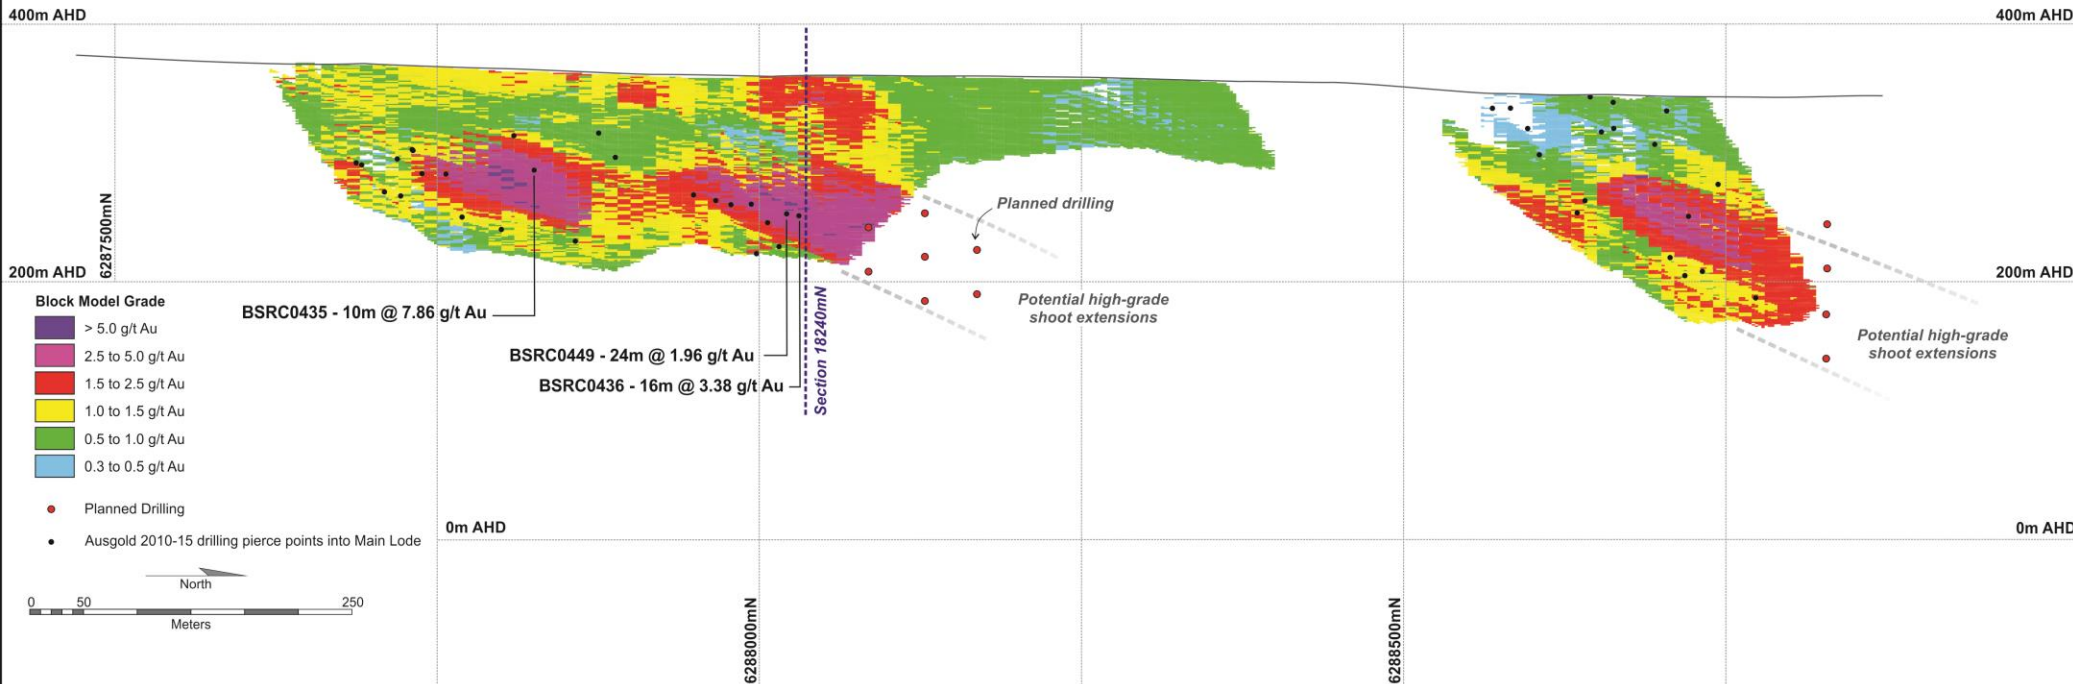 400m AHD
400m AHD
6287500mN
Planned drilling
200m AHD
200m AHD
Block Model Grade
> 5.0 g/t Au
2.5 to 5.0 g/t Au
1.5 to 2.5 g/t Au
1.0 to 1.5 g/t Au
0.5 to 1.0 g/t Au
0.3 to 0.5 g/t Au
Planned Drilling
Ausgold 2010-15 drilling pierce points into Main Lode
North
0 50 250
Meters
BSRC0435 - 10m @ 7.86 g/t Au
BSRC0449 - 24m @ 1.96 g/t Au
BSRC0436 - 16m @ 3.38 g/t Au
Section 18240mN
Potential high-grade
shoot extensions
Potential high-grade
shoot extensions
0m AHD
0m AHD
6288000mN
6288500mN